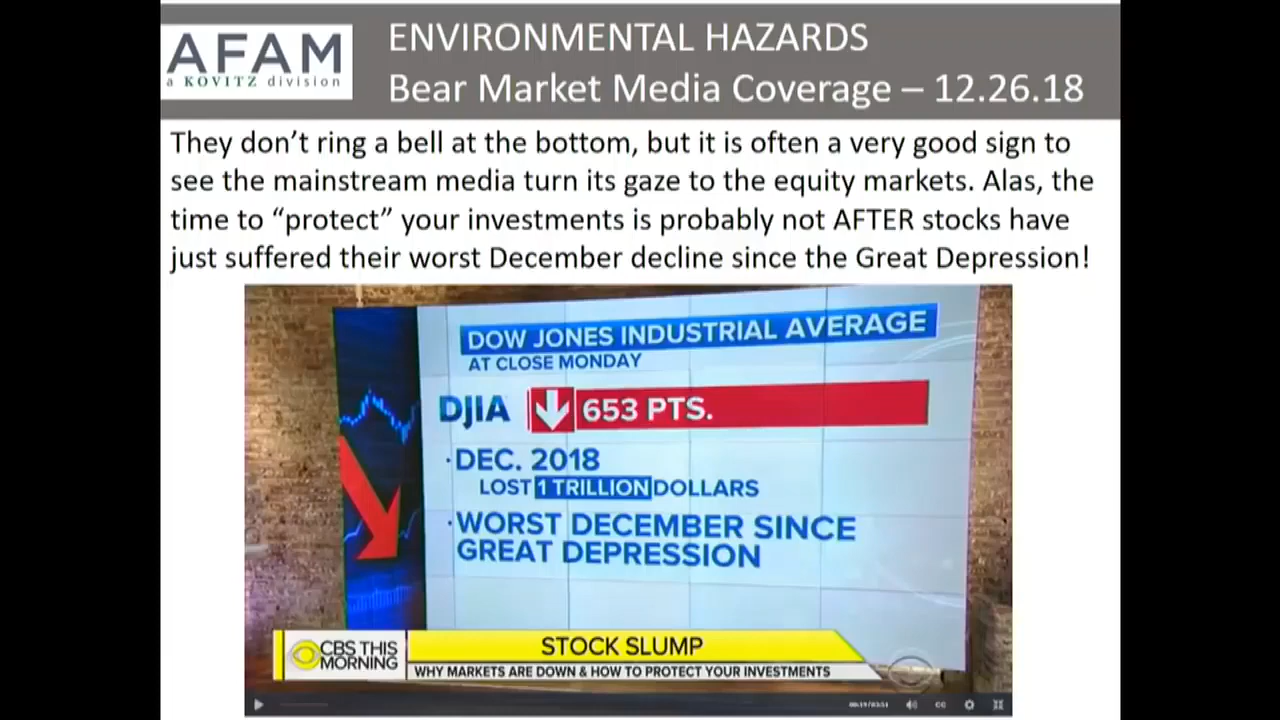 AFAM
a KOVITZ division
ENVIRONMENTAL HAZARDS
Bear Market Media Coverage – 12.26.18
They don’t ring a bell at the bottom, but it is often a very good sign to
see the mainstream media turn its gaze to the equity markets. Alas, the
time to “protect” your investments is probably not AFTER stocks have
just suffered their worst December decline since the Great Depression!
DOW JONES INDUSTRIAL AVERAGE
AT CLOSE MONDAY
DJIA 653 PTS.
·DEC. 2018
LOST 1 TRILLION DOLLARS
·WORST DECEMBER SINCE
GREAT DEPRESSION
CBS THIS
MORNING
STOCK SLUMP
WHY MARKETS ARE DOWN & HOW TO PROTECT YOUR INVESTMENTS
CC